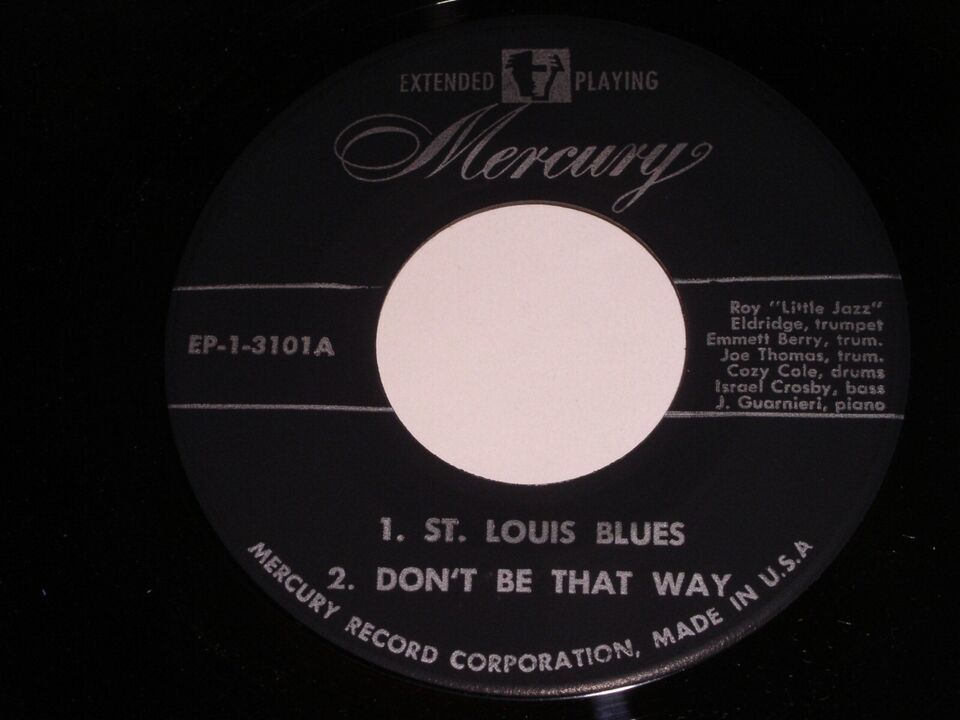 EXTENDED PLAYING
Mercury
EP-1-3101A
Roy "Little Jazz"
Eldridge, trumpet
Emmett Berry, trum.
Joe Thomas, trum.
Cozy Cole, drums
Israel Crosby, bass
J. Guarnieri, piano
1. ST. LOUIS BLUES
2. DON'T BE THAT WAY
MERCURY RECORD CORPORATION, MADE IN U.S.A